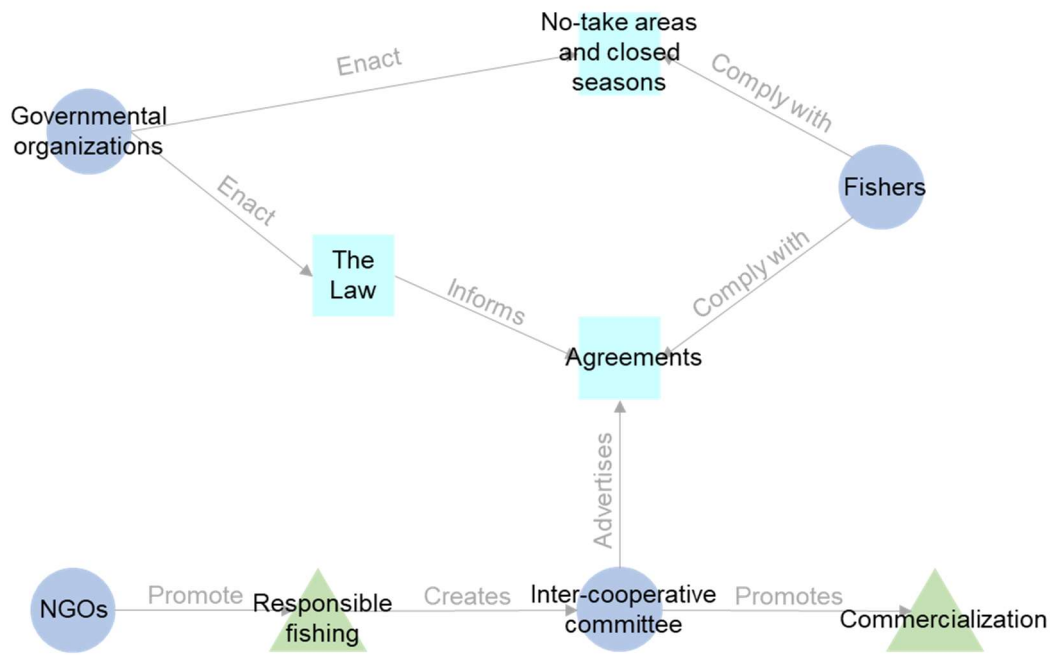 No-take areas
and closed
seasons
Enact
Comply with
Governmental
organizations
Fishers
Enact
The
Law
Comply with
Informs
Agreements
Advertises
NGOs
Promote
Responsible
fishing
Creates
Inter-cooperative
committee
Promotes
Commercialization